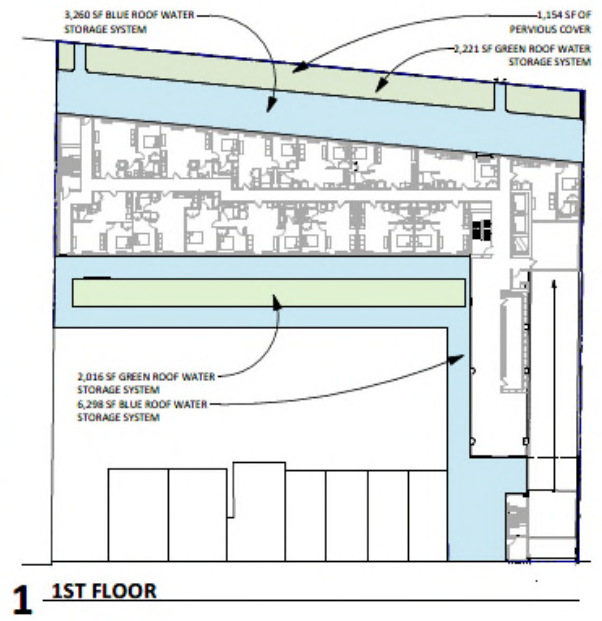 3,260 SF BLUE ROOF WATER
STORAGE SYSTEM
1,154 SF OF
PERVIOUS COVER
2,221 SF GREEN ROOF WATER
STORAGE SYSTEM
2,016 SF GREEN ROOF WATER
STORAGE SYSTEM
6,298 SF BLUE ROOF WATER
STORAGE SYSTEM
1 1ST FLOOR